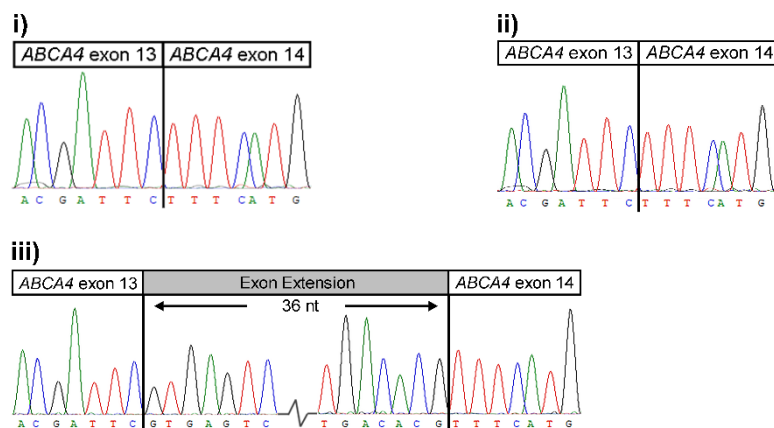 i)
ABCA4 exon 13 ABCA4 exon 14
A C G A T T C T T T C A T G
ii)
ABCA4 exon 13 ABCA4 exon 14
A C G A T T C T T T C A T G
iii)
ABCA4 exon 13 Exon Extension ABCA4 exon 14
36 nt
A C G A T T C G T G A G T C T G A C A C G T T T C A T G